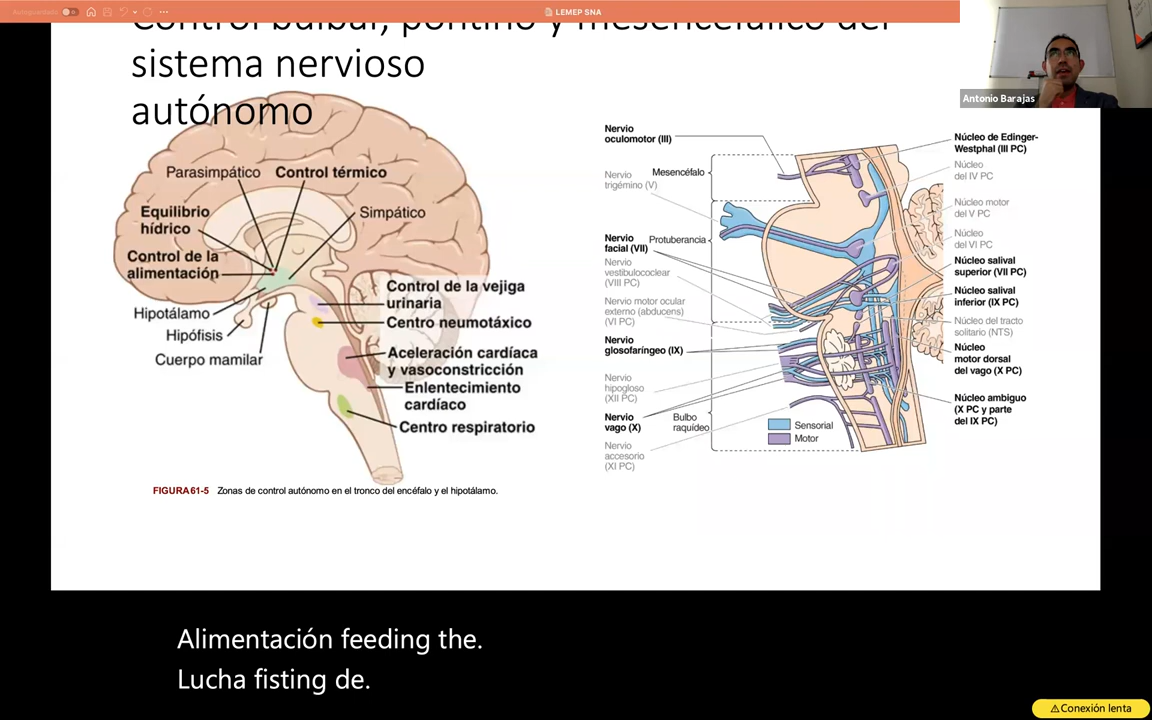 Autoguardado
LEMEP SNA
Control bulbar, pontino y mesencefálico del
sistema nervioso
autónomo
Antonio Barajas
Parasimpático
Control térmico
Equilibrio
hídrico
Simpático
Control de la
alimentación
Hipotálamo
Hipófisis
Cuerpo mamilar
Control de la vejiga
urinaria
Centro neumotáxico
Aceleración cardíaca
y vasoconstricción
Enlentecimiento
cardíaco
Centro respiratorio
FIGURA 61-5 Zonas de control autónomo en el tronco del encéfalo y el hipotálamo.
Nervio
oculomotor (III)
Mesencéfalo
Nervio
trigémino (V)
Nervio
facial (VII)
Protuberancia
Nervio
vestibulococlear
(VIII PC)
Nervio motor ocular
externo (abducens)
(VI PC)
Nervio
glosofaríngeo (IX)
Nervio
hipogloso
(XII PC)
Nervio
vago (X)
Bulbo
raquídeo
Nervio
accesorio
(XI PC)
Sensorial
Motor
Núcleo de Edinger-
Westphal (III PC)
Núcleo
del IV PC
Núcleo motor
del V PC
Núcleo
del VI PC
Núcleo salival
superior (VII PC)
Núcleo salival
inferior (IX PC)
Núcleo del tracto
solitario (NTS)
Núcleo
motor dorsal
del vago (X PC)
Núcleo ambiguo
(X PC y parte
del IX PC)
Alimentación feeding the.
Lucha fisting de.
Conexión lenta